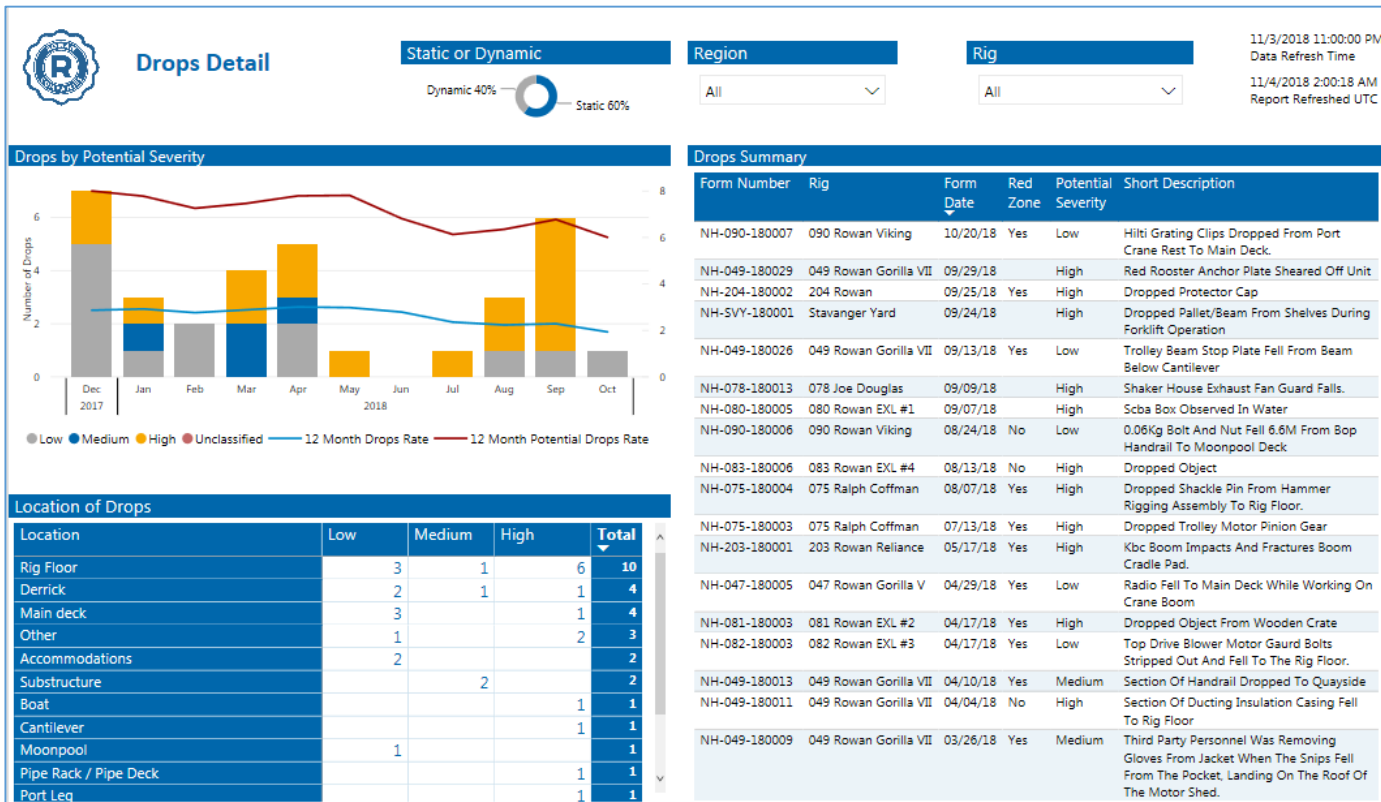 ROWAN
R
Drops Detail
Static or Dynamic
Dynamic 40%
Static 60%
Region
All
Rig
All
11/3/2018 11:00:00 PM
Data Refresh Time
11/4/2018 2:00:18 AM
Report Refreshed UTC
Drops by Potential Severity
Number of Drops
6
4
2
0
8
6
4
2
0
Dec Jan Feb Mar Apr May Jun Jul Aug Sep Oct
2017 2018
Low Medium High Unclassified 12 Month Drops Rate 12 Month Potential Drops Rate
Location of Drops
Location Low Medium High Total
Rig Floor 3 1 6 10
Derrick 2 1 1 4
Main deck 3 1 4
Other 1 2 3
Accommodations 2 2
Substructure 2 2
Boat 1 1
Cantilever 1 1
Moonpool 1 1
Pipe Rack / Pipe Deck 1 1
Port Leg 1 1
Drops Summary
Form Number Rig Form Red Potential Short Description
Date Zone Severity
NH-090-180007 090 Rowan Viking 10/20/18 Yes Low Hilti Grating Clips Dropped From Port
Crane Rest To Main Deck.
NH-049-180029 049 Rowan Gorilla VII 09/29/18 High Red Rooster Anchor Plate Sheared Off Unit
NH-204-180002 204 Rowan 09/25/18 Yes High Dropped Protector Cap
NH-SVY-180001 Stavanger Yard 09/24/18 High Dropped Pallet/Beam From Shelves During
Forklift Operation
NH-049-180026 049 Rowan Gorilla VII 09/13/18 Yes Low Trolley Beam Stop Plate Fell From Beam
Below Cantilever
NH-078-180013 078 Joe Douglas 09/09/18 High Shaker House Exhaust Fan Guard Falls.
NH-080-180005 080 Rowan EXL #1 09/07/18 High Scba Box Observed In Water
NH-090-180006 090 Rowan Viking 08/24/18 No Low 0.06Kg Bolt And Nut Fell 6.6M From Bop
Handrail To Moonpool Deck
NH-083-180006 083 Rowan EXL #4 08/13/18 No High Dropped Object
NH-075-180004 075 Ralph Coffman 08/07/18 Yes High Dropped Shackle Pin From Hammer
Rigging Assembly To Rig Floor.
NH-075-180003 075 Ralph Coffman 07/13/18 Yes High Dropped Trolley Motor Pinion Gear
NH-203-180001 203 Rowan Reliance 05/17/18 Yes High Kbc Boom Impacts And Fractures Boom
Cradle Pad.
NH-047-180005 047 Rowan Gorilla V 04/29/18 Yes Low Radio Fell To Main Deck While Working On
Crane Boom
NH-081-180003 081 Rowan EXL #2 04/17/18 Yes High Dropped Object From Wooden Crate
NH-082-180003 082 Rowan EXL #3 04/17/18 Yes Low Top Drive Blower Motor Gaurd Bolts
Stripped Out And Fell To The Rig Floor.
NH-049-180013 049 Rowan Gorilla VII 04/10/18 Yes Medium Section Of Handrail Dropped To Quayside
NH-049-180011 049 Rowan Gorilla VII 04/04/18 No High Section Of Ducting Insulation Casing Fell
To Rig Floor
NH-049-180009 049 Rowan Gorilla VII 03/26/18 Yes Medium Third Party Personnel Was Removing
Gloves From Jacket When The Snips Fell
From The Pocket, Landing On The Roof Of
The Motor Shed.